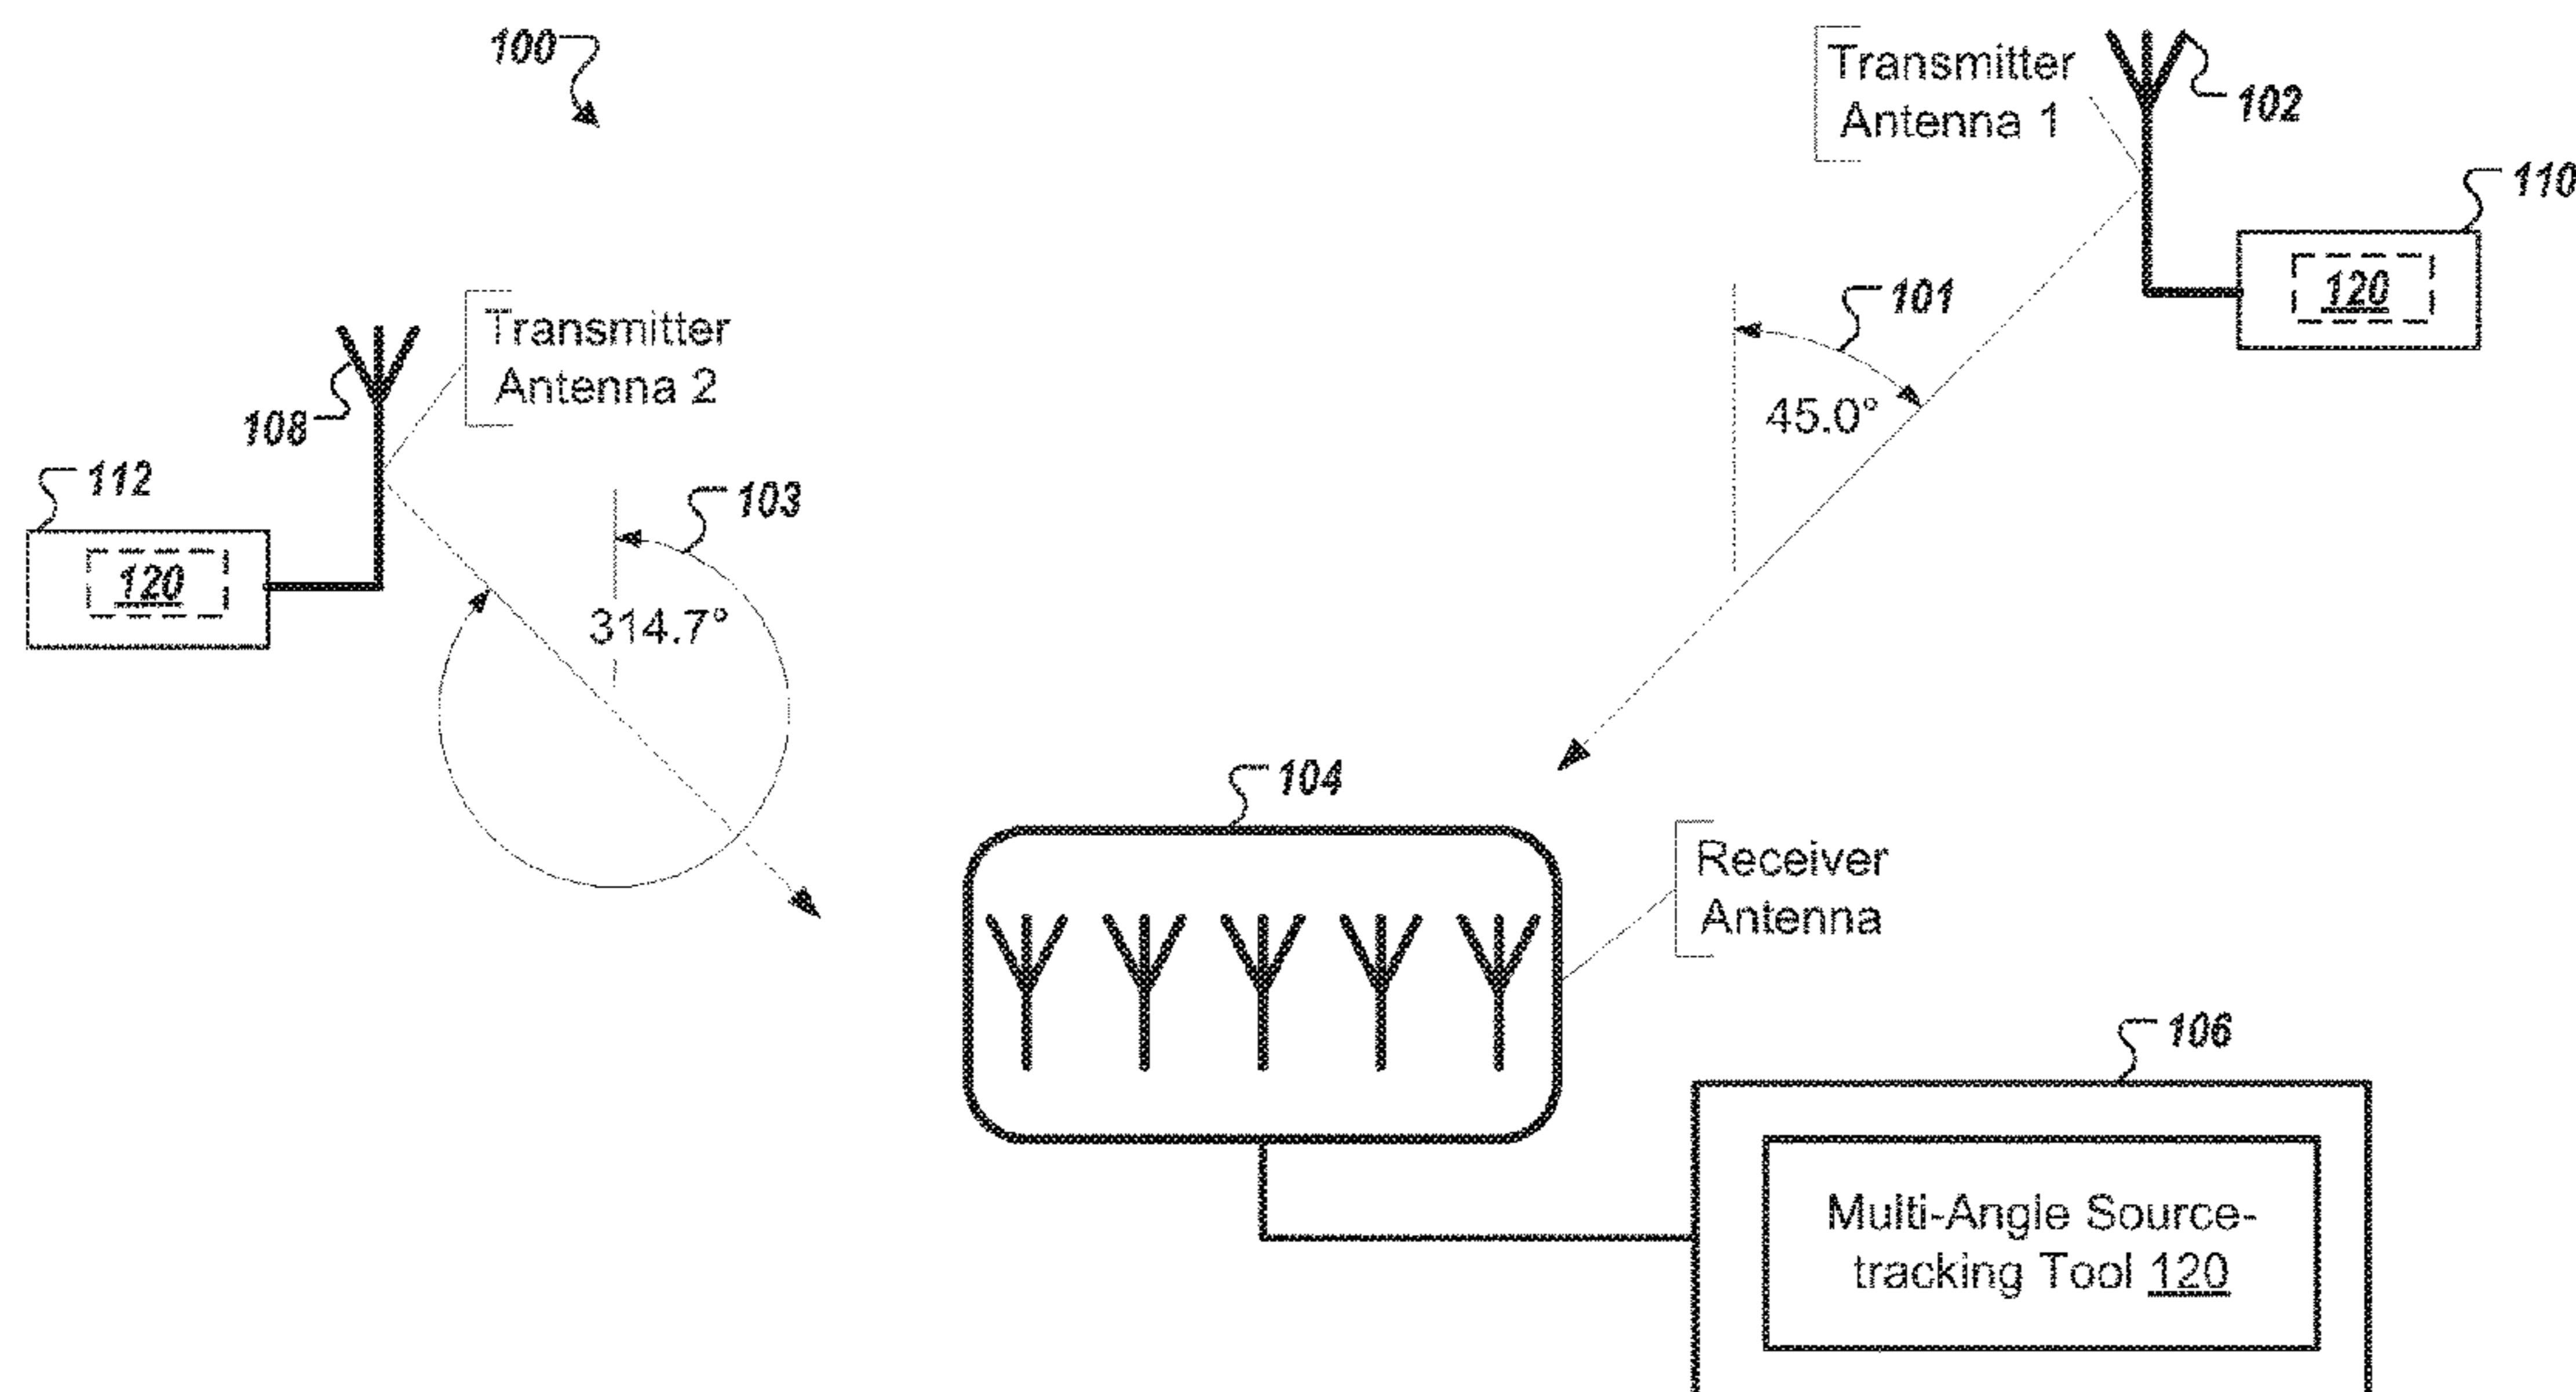 100
Transmitter
Antenna 1
102
110
120
101
45.0°
Transmitter
Antenna 2
108
112
120
103
314.7°
104
Receiver
Antenna
106
Multi-Angle Source-
tracking Tool 120